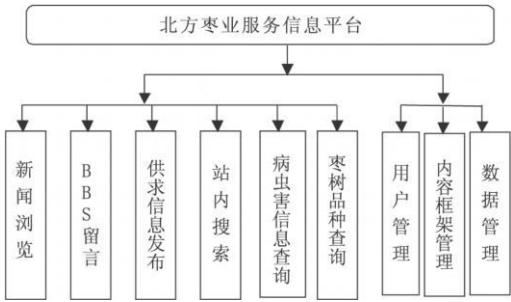 北方枣业服务信息平台
新闻浏览
BBS留言
供求信息发布
站内搜索
病虫害信息查询
枣树品种查询
用户管理
内容框架管理
数据管理